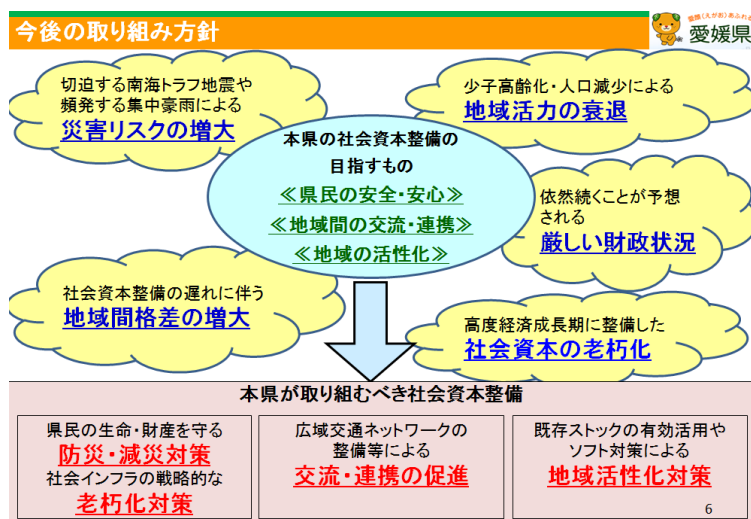 今後の取り組み方針
愛顔(えがお)あふれる
愛媛県
切迫する南海トラフ地震や
頻発する集中豪雨による
災害リスクの増大
少子高齢化・人口減少による
地域活力の衰退
本県の社会資本整備の
目指すもの
≪県民の安全・安心≫
≪地域間の交流・連携≫
≪地域の活性化≫
依然続くことが予想
される
厳しい財政状況
社会資本整備の遅れに伴う
地域間格差の増大
高度経済成長期に整備した
社会資本の老朽化
本県が取り組むべき社会資本整備
県民の生命・財産を守る
防災・減災対策
社会インフラの戦略的な
老朽化対策
広域交通ネットワークの
整備等による
交流・連携の促進
既存ストックの有効活用や
ソフト対策による
地域活性化対策
6